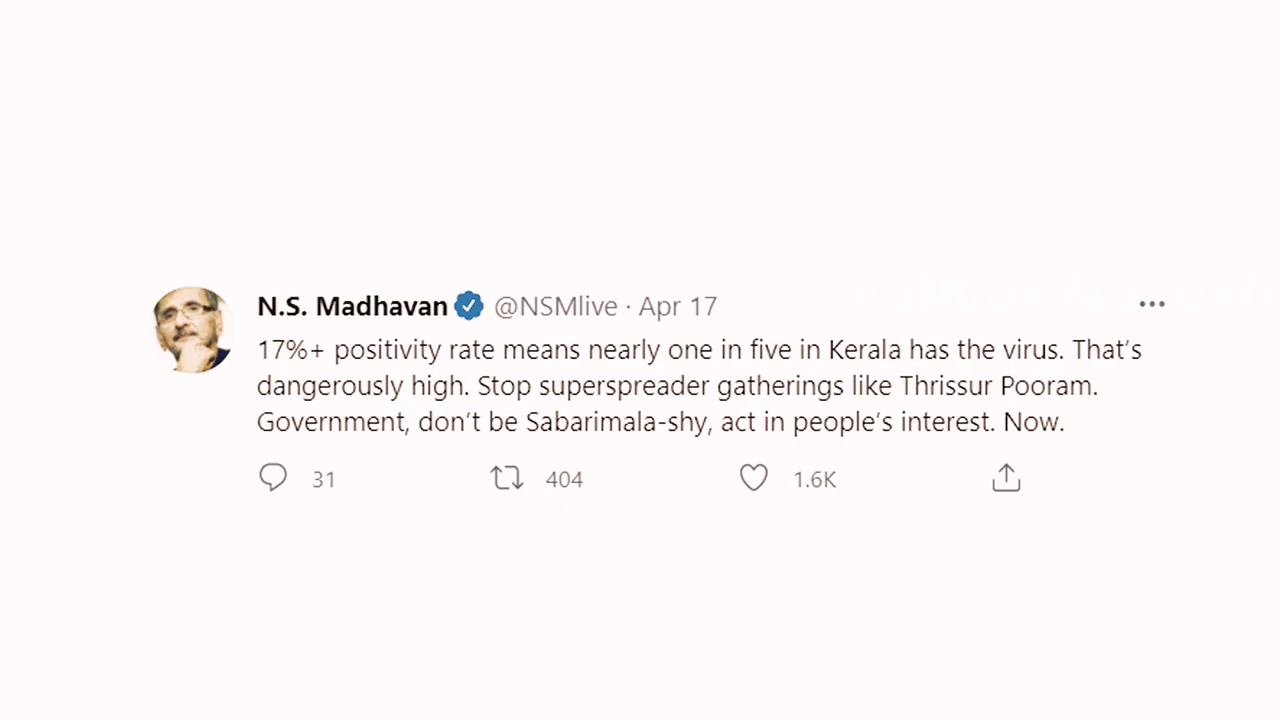 N.S. Madhavan @NSMlive · Apr 17
17%+ positivity rate means nearly one in five in Kerala has the virus. That’s
dangerously high. Stop superspreader gatherings like Thrissur Pooram.
Government, don’t be Sabarimala-shy, act in people’s interest. Now.
31 404 1.6K